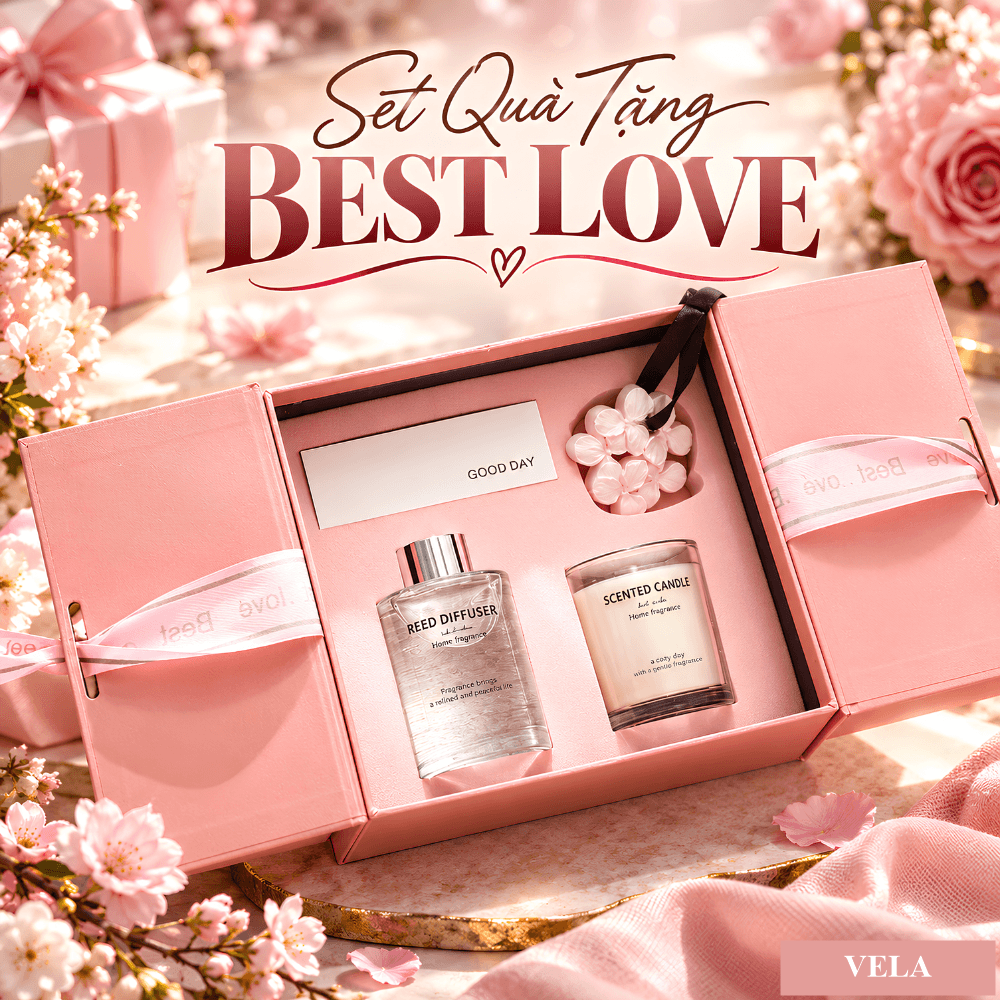 Set Quà Tặng
BEST LOVE
GOOD DAY
REED DIFFUSER
Home fragrance
Fragrance brings
a refined and peaceful life
SCENTED CANDLE
Home fragrance
a cozy day
with a gentle fragrance
Best love
Best
VELA